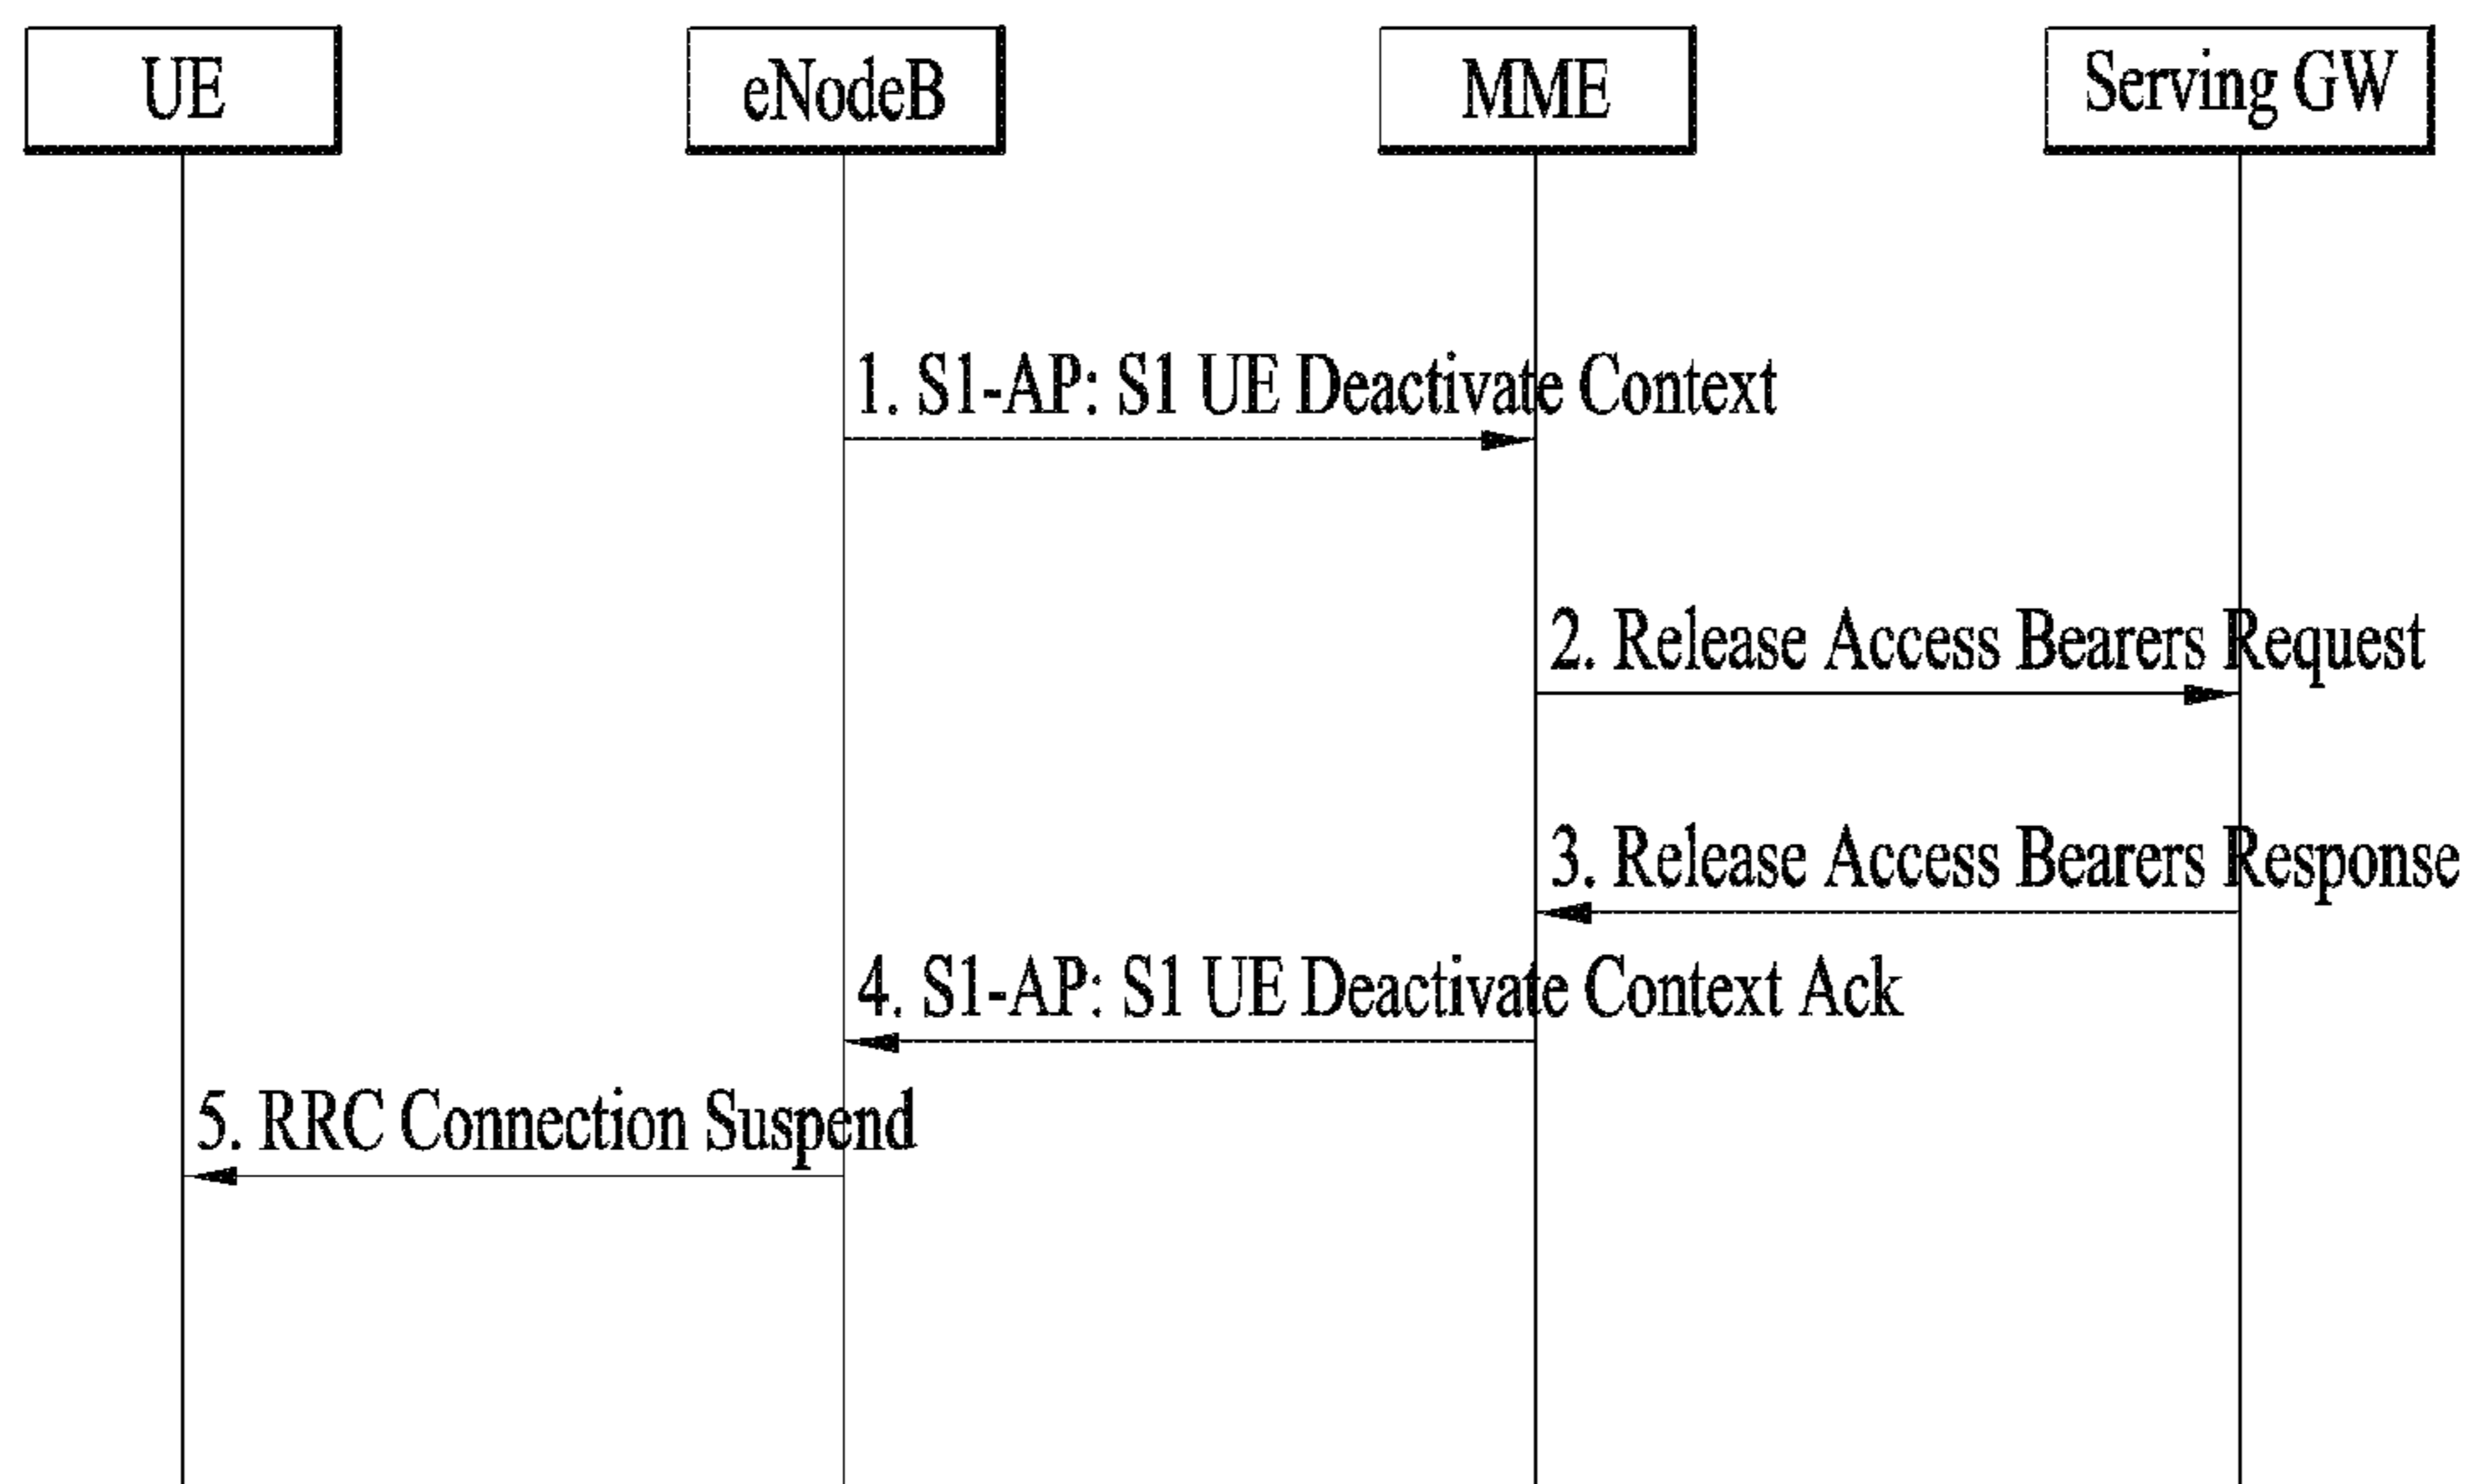 UE
eNodeB
MME
Serving GW
1. S1-AP: S1 UE Deactivate Context
2. Release Access Bearers Request
3. Release Access Bearers Response
4. S1-AP: S1 UE Deactivate Context Ack
5. RRC Connection Suspend